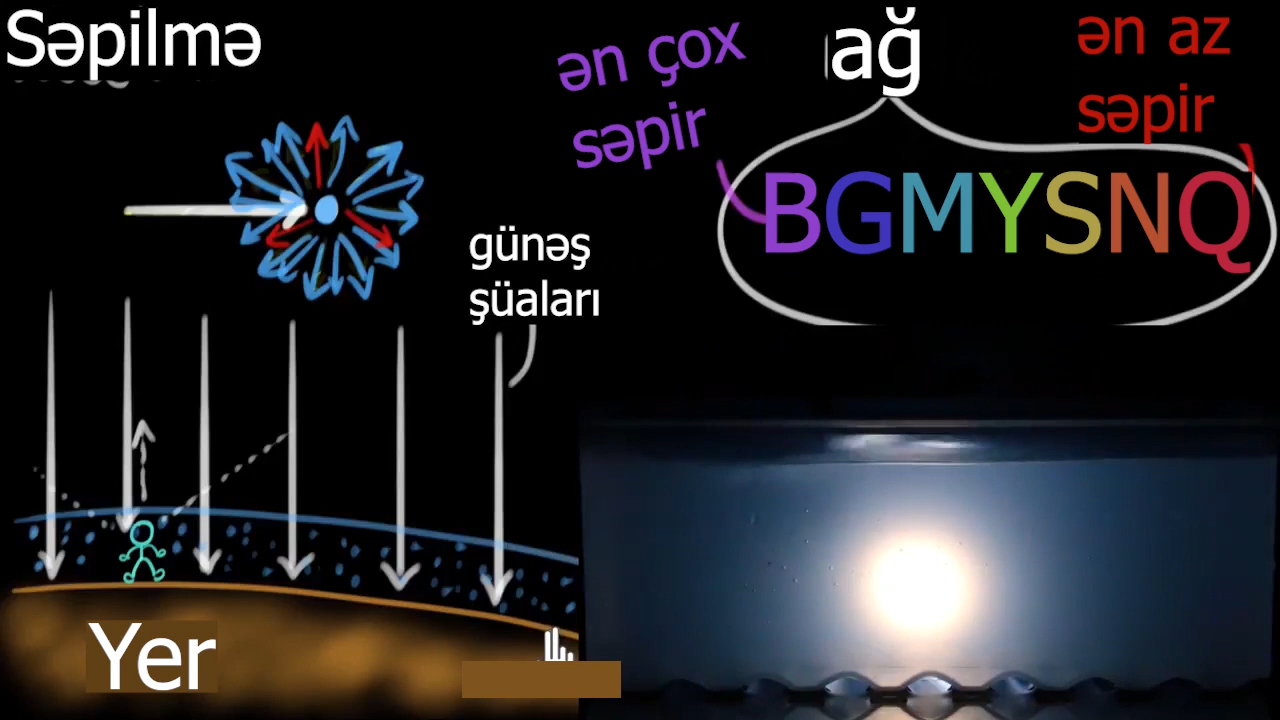 Səpilmə
ən çox
səpir
ağ
ən az
səpir
BGMYSNQ
günəş
şüaları
Yer